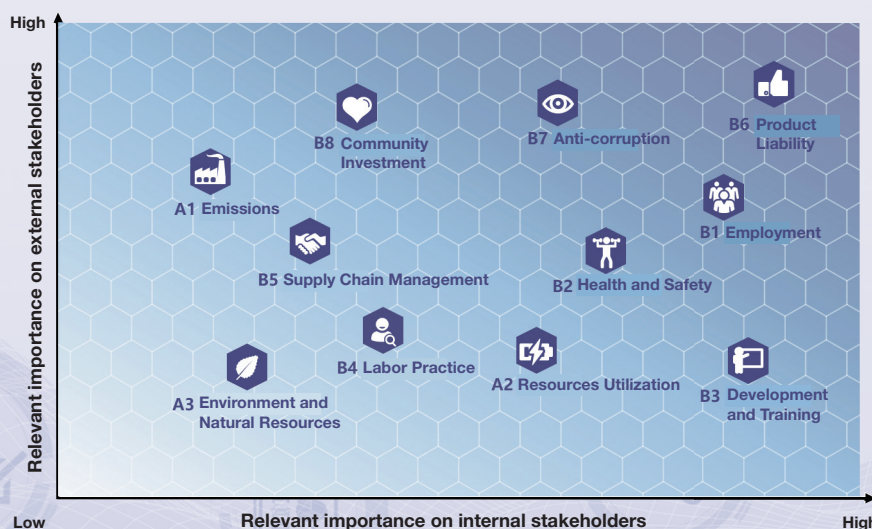 High
Relevant importance on external stakeholders
B8 Community
Investment
B7 Anti-corruption
B6 Product
Liability
A1 Emissions
B1 Employment
B5 Supply Chain Management
B2 Health and Safety
B4 Labor Practice
A2 Resources Utilization
A3 Environment and
Natural Resources
B3 Development
and Training
Low
Relevant importance on internal stakeholders
High